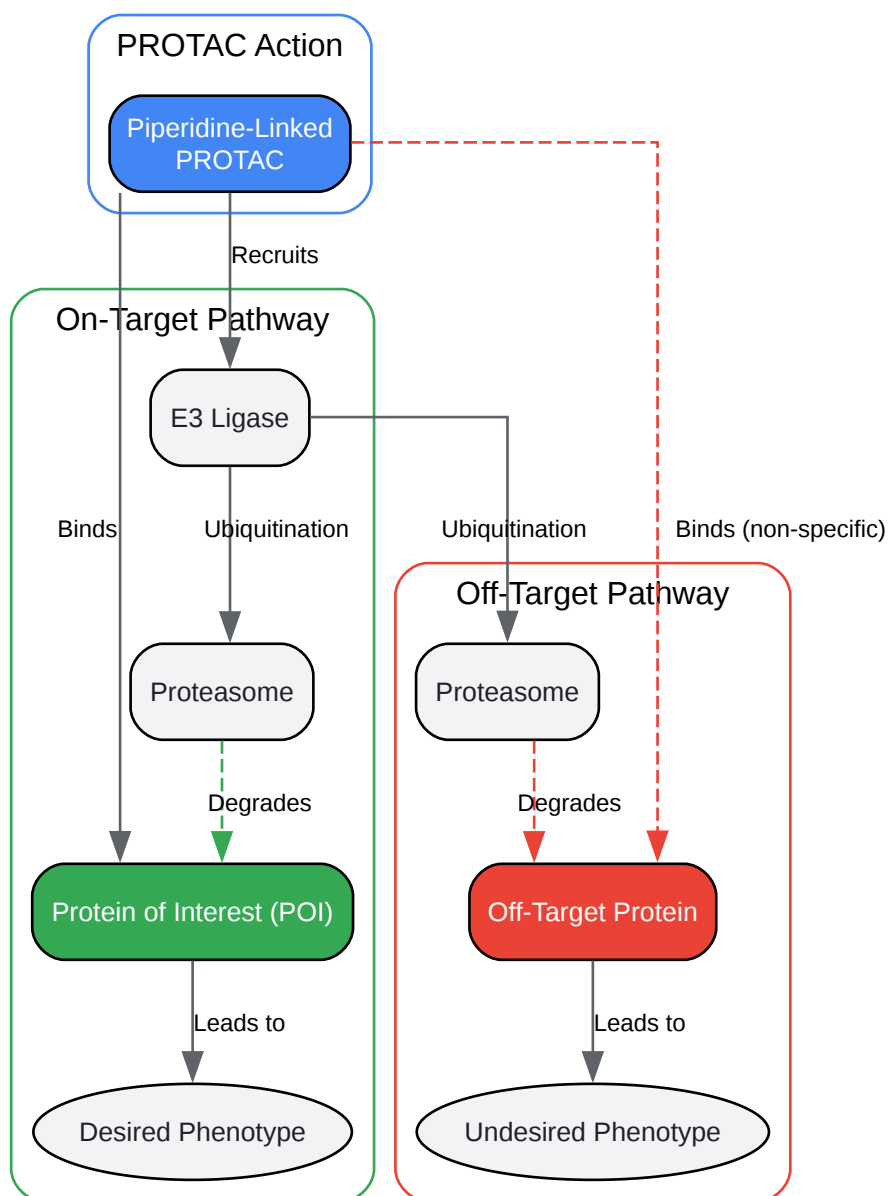 PROTAC Action
Piperidine-Linked
PROTAC
Recruits
On-Target Pathway
E3 Ligase
Binds
Ubiquitination
Ubiquitination
Binds (non-specific)
Off-Target Pathway
Proteasome
Proteasome
Degrades
Degrades
Protein of Interest (POI)
Off-Target Protein
Leads to
Leads to
Desired Phenotype
Undesired Phenotype